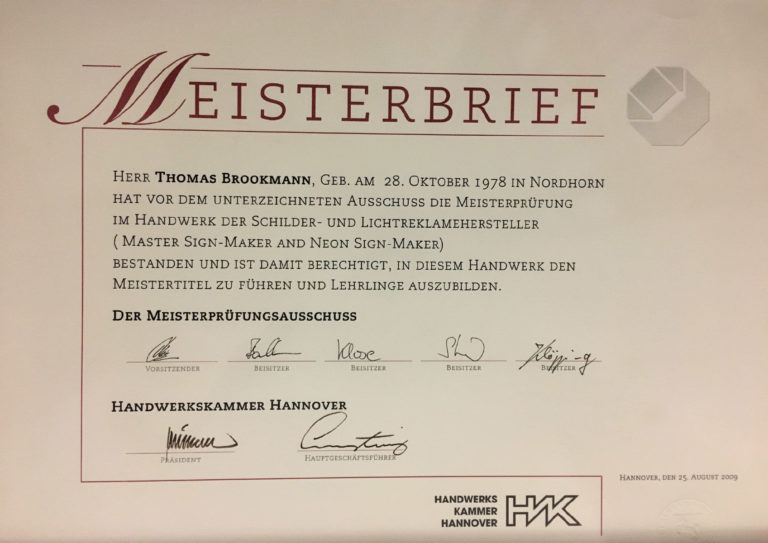 MEISTERBRIEF
HERR THOMAS BROOKMANN, GEB. AM 28. OKTOBER 1978 IN NORDHORN
HAT VOR DEM UNTERZEICHNETEN AUSSCHUSS DIE MEISTERPRÜFUNG
IM HANDWERK DER SCHILDER- UND LICHTREKLAMEHERSTELLER
( MASTER SIGN-MAKER AND NEON SIGN-MAKER)
BESTANDEN UND IST DAMIT BERECHTIGT, IN DIESEM HANDWERK DEN
MEISTERTITEL ZU FÜHREN UND LEHRLINGE AUSZUBILDEN.
DER MEISTERPRÜFUNGSAUSSCHUSS
Klose
VORSITZENDER BEISITZER BEISITZER BEISITZER BEISITZER
HANDWERKSKAMMER HANNOVER
PRÄSIDENT HAUPTGESCHÄFTSFÜHRER
HANNOVER, DEN 25. AUGUST 2009
HANDWERKS
KAMMER
HANNOVER
HWK